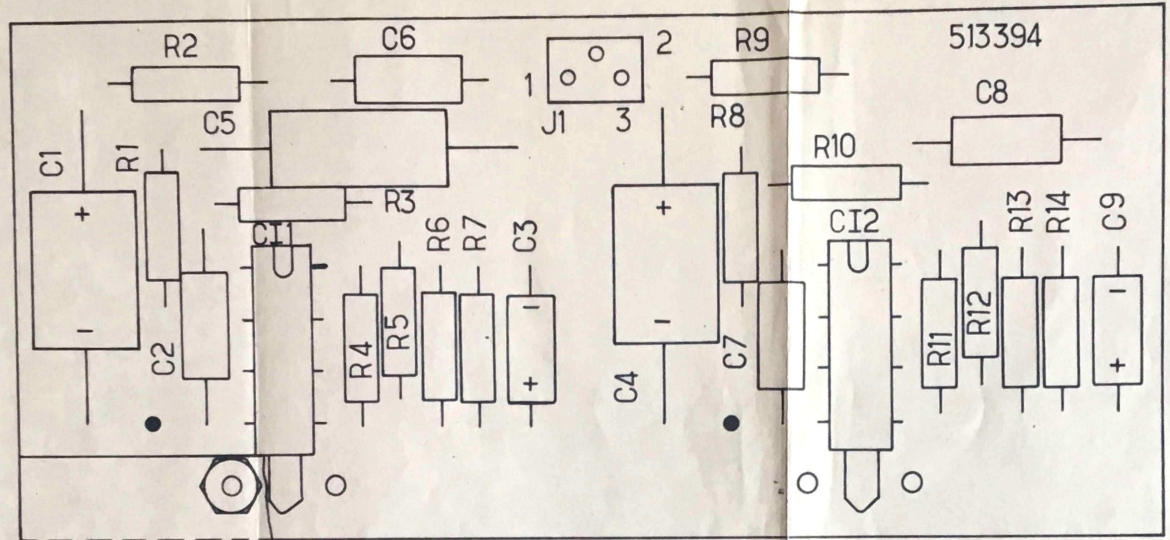 R2
C6
2
R9
513394
1
J1
3
C5
R8
C8
C1
R1
R10
R3
CI1
R6
R7
C3
CI2
R13
R14
C9
+
+
-
-
-
-
+
+
C2
R4
R5
C4
C7
R11
R12